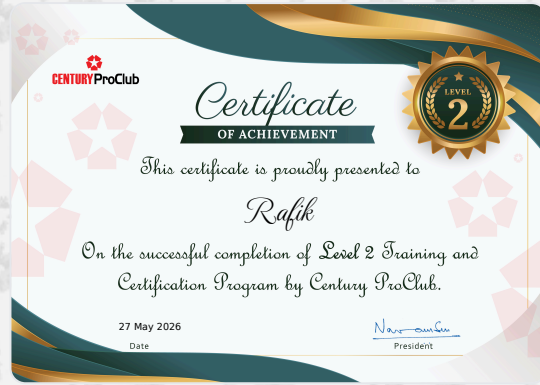 CENTURY ProClub
Certificate
OF ACHIEVEMENT
LEVEL
2
This certificate is proudly presented to
Rafik
On the successful completion of Level 2 Training and
Certification Program by Century ProClub.
27 May 2026
Date
President